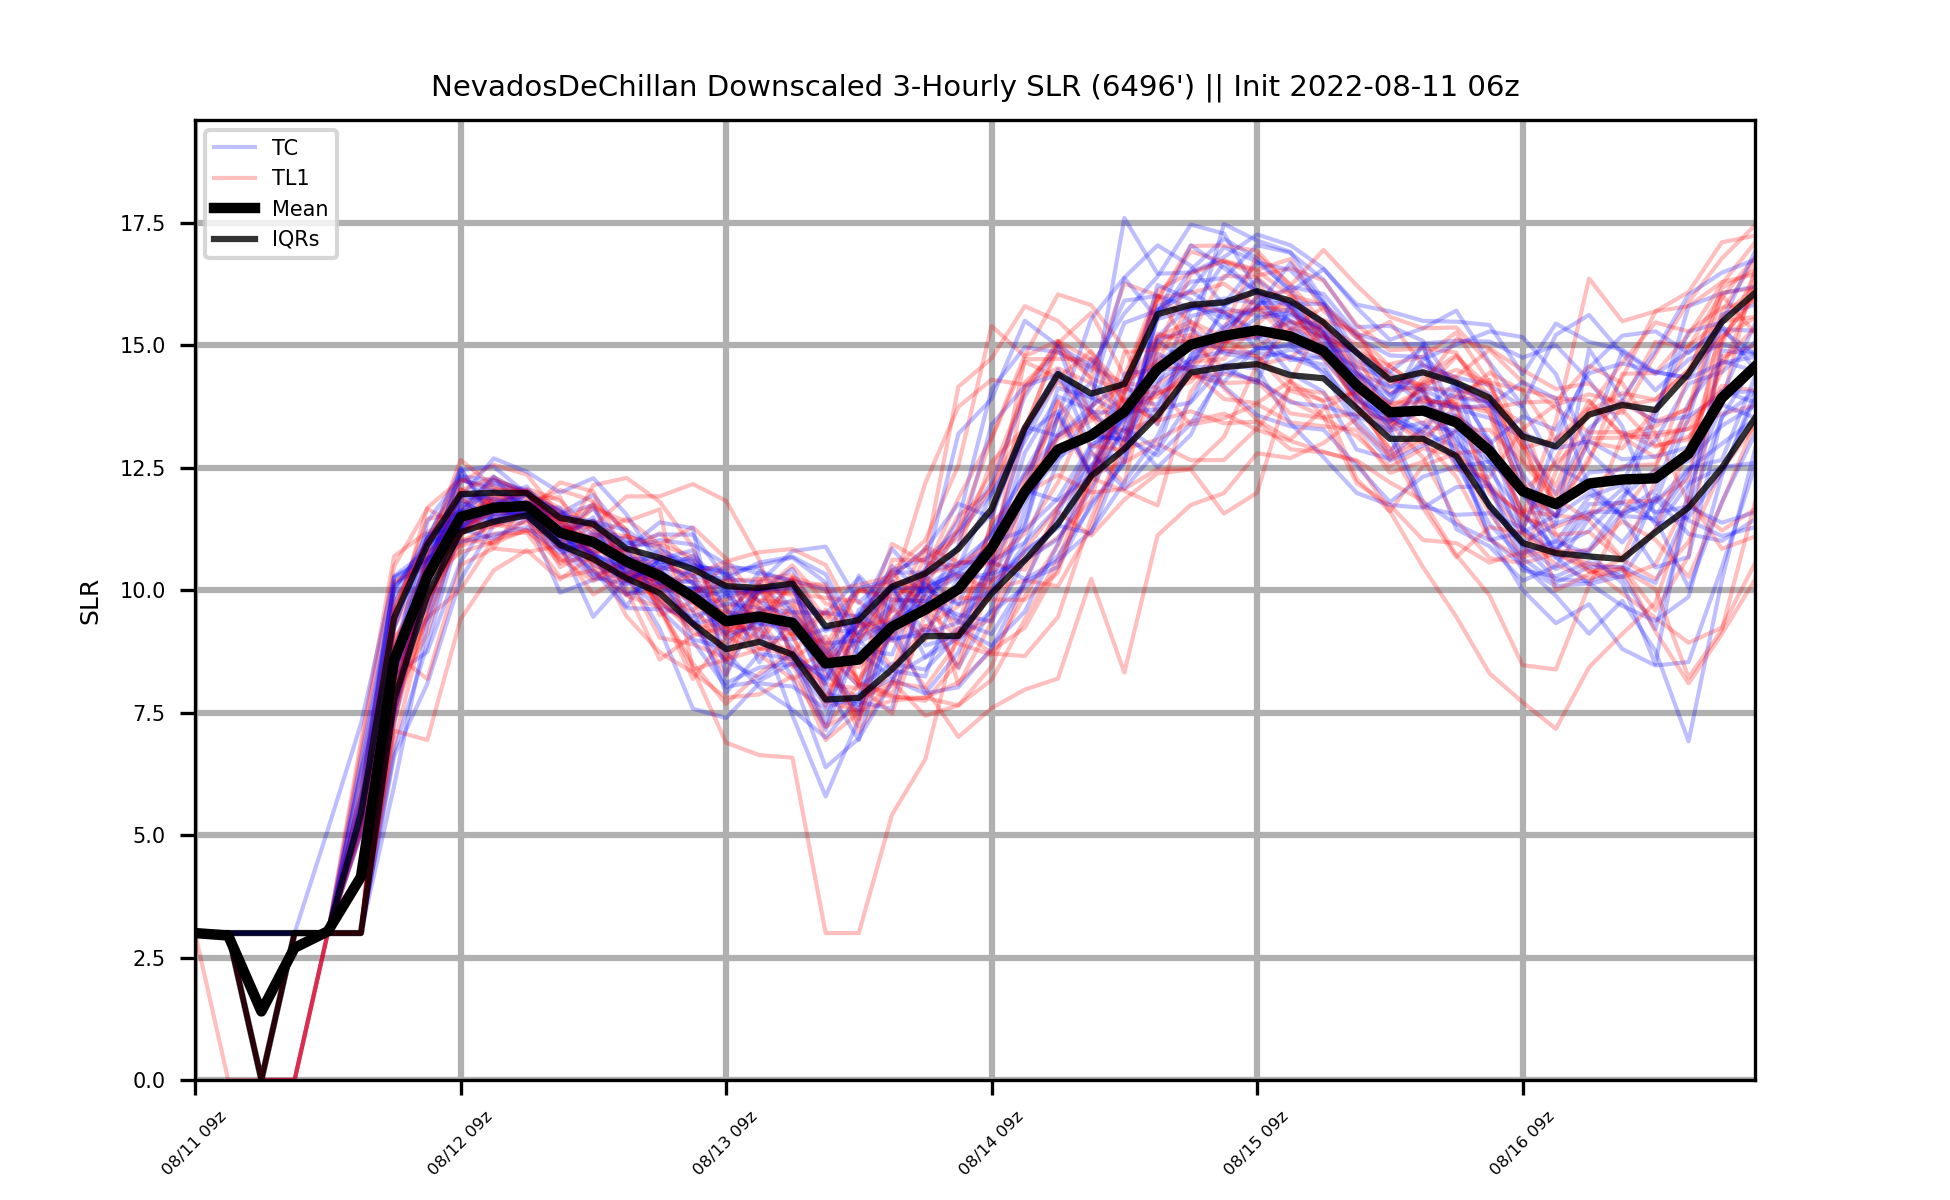 NevadosDeChillan Downscaled 3-Hourly SLR (6496') || Init 2022-08-11 06z
TC
TL1
Mean
IQRs
SLR
17.5
15.0
12.5
10.0
7.5
5.0
2.5
0.0
08/11 09z
08/12 09z
08/13 09z
08/14 09z
08/15 09z
08/16 09z